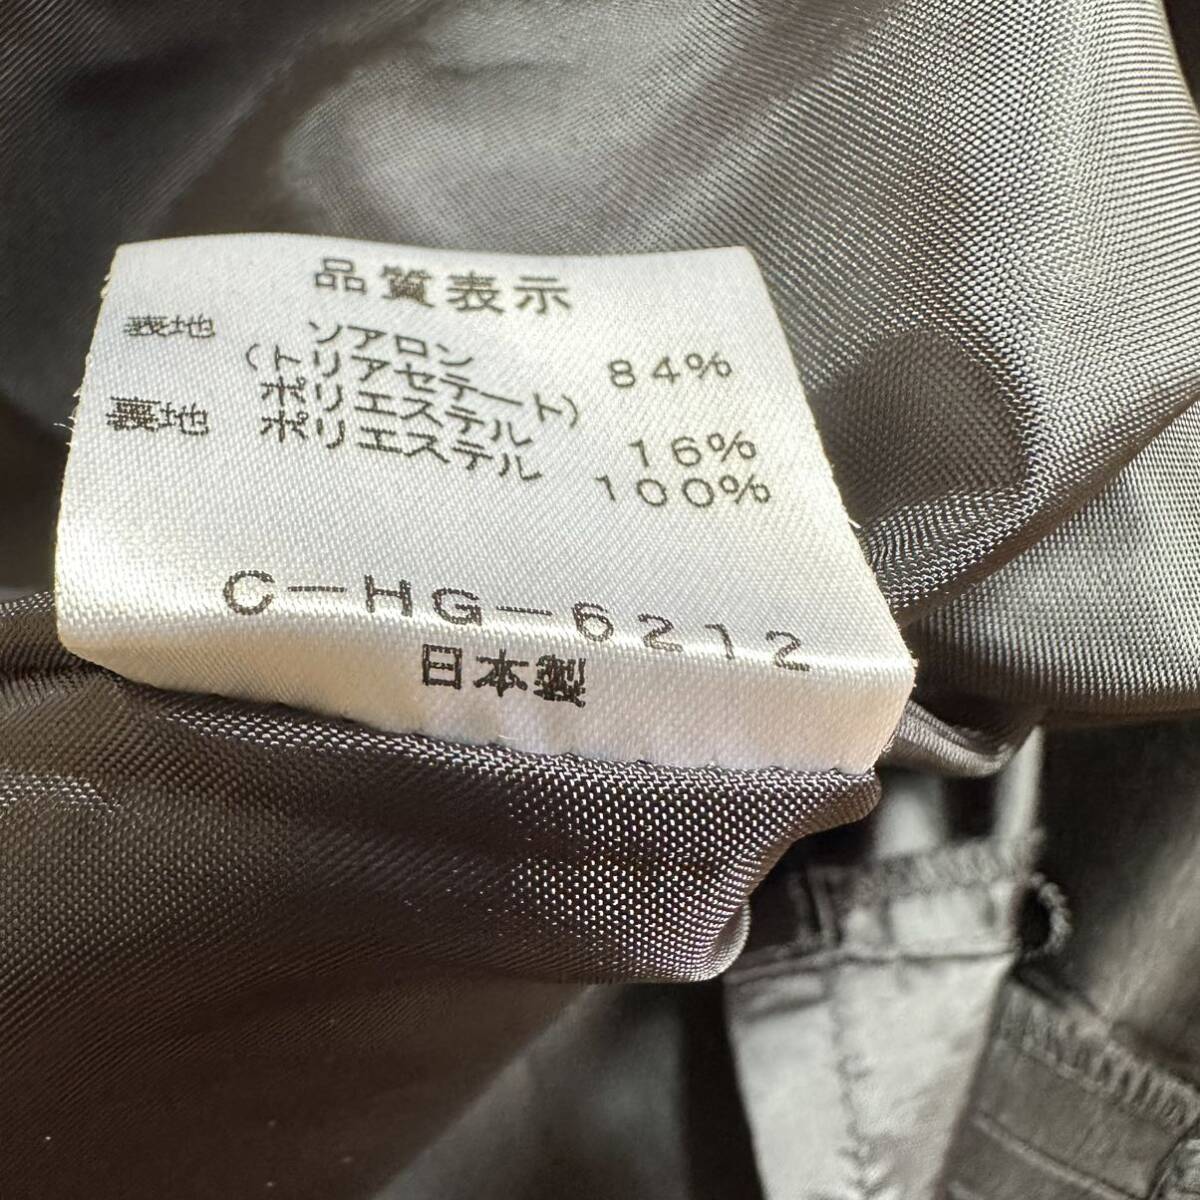 品質表示
表地 ソアロン
(トリアセテート) 84%
ポリエステル 16%
裏地 ポリエステル 100%
C-HG-6212
日本製